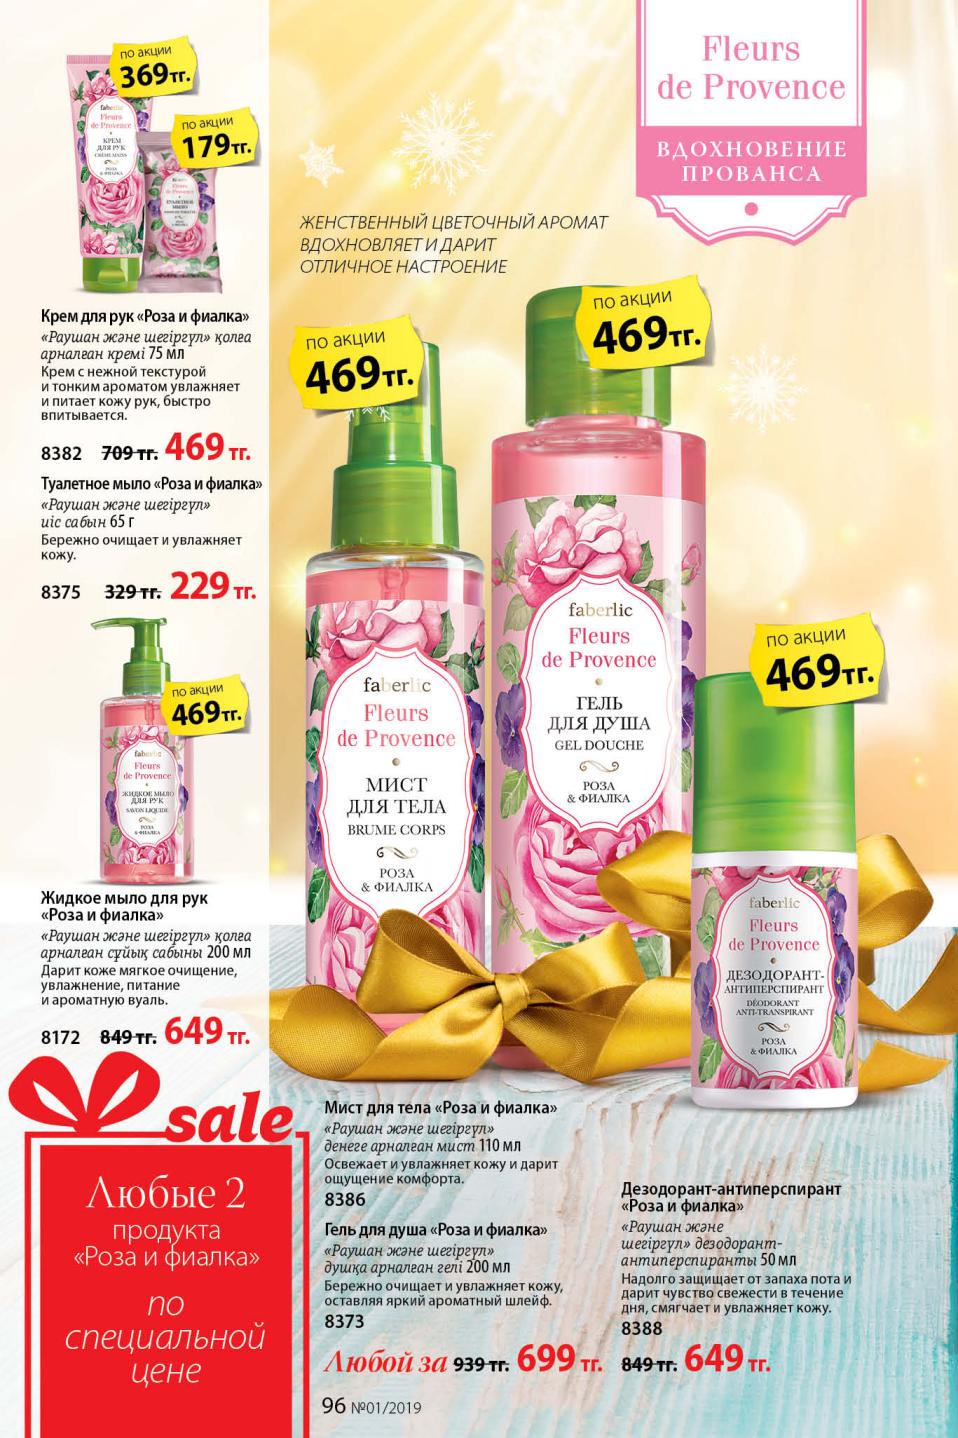 по акции
369тг.
по акции
179тг.
faberlic
Fleurs
de Provence
КРЕМ
ДЛЯ РУК
CRÈME MAINS
РОЗА
& ФИАЛКА
faberlic
Fleurs
de Provence
ТУАЛЕТНОЕ
МЫЛО
Fleurs
de Provence
ВДОХНОВЕНИЕ
ПРОВАНСА
ЖЕНСТВЕННЫЙ ЦВЕТОЧНЫЙ АРОМАТ
ВДОХНОВЛЯЕТ И ДАРИТ
ОТЛИЧНОЕ НАСТРОЕНИЕ
Крем для рук «Роза и фиалка»
«Раушан және шегіргүл» қолға
арналған кремі 75 мл
Крем с нежной текстурой
и тонким ароматом увлажняет
и питает кожу рук, быстро
впитывается.
8382 709 тг. 469 тг.
Туалетное мыло «Роза и фиалка»
«Раушан және шегіргүл»
иіс сабын 65 г
Бережно очищает и увлажняет
кожу.
8375 329 тг. 229 тг.
по акции
469тг.
faberlic
Fleurs
de Provence
ЖИДКОЕ МЫЛО
ДЛЯ РУК
SAVON LIQUIDE
РОЗА
& ФИАЛКА
Жидкое мыло для рук
«Роза и фиалка»
«Раушан және шегіргүл» қолға
арналған сұйық сабыны 200 мл
Дарит коже мягкое очищение,
увлажнение, питание
и ароматную вуаль.
8172 849 тг. 649 тг.
по акции
469тг.
faberlic
Fleurs
de Provence
МИСТ
ДЛЯ ТЕЛА
BRUME CORPS
РОЗА
& ФИАЛКА
по акции
469тг.
faberlic
Fleurs
de Provence
ГЕЛЬ
ДЛЯ ДУША
GEL DOUCHE
РОЗА
& ФИАЛКА
по акции
469тг.
faberlic
Fleurs
de Provence
ДЕЗОДОРАНТ-
АНТИПЕРСПИРАНТ
DÉODORANT
ANTI-TRANSPIRANT
РОЗА
& ФИАЛКА
sale
Любые 2
продукта
«Роза и фиалка»
по
специальной
цене
Мист для тела «Роза и фиалка»
«Раушан және шегіргүл»
денеге арналған мист 110 мл
Освежает и увлажняет кожу и дарит
ощущение комфорта.
8386
Гель для душа «Роза и фиалка»
«Раушан және шегіргүл»
душқа арналған гелі 200 мл
Бережно очищает и увлажняет кожу,
оставляя яркий ароматный шлейф.
8373
Любой за 939 тг. 699 тг.
Дезодорант-антиперспирант
«Роза и фиалка»
«Раушан және
шегіргүл» дезодорант-
антиперспиранты 50 мл
Надолго защищает от запаха пота и
дарит чувство свежести в течение
дня, смягчает и увлажняет кожу.
8388
849 тг. 649 тг.
96 №01/2019